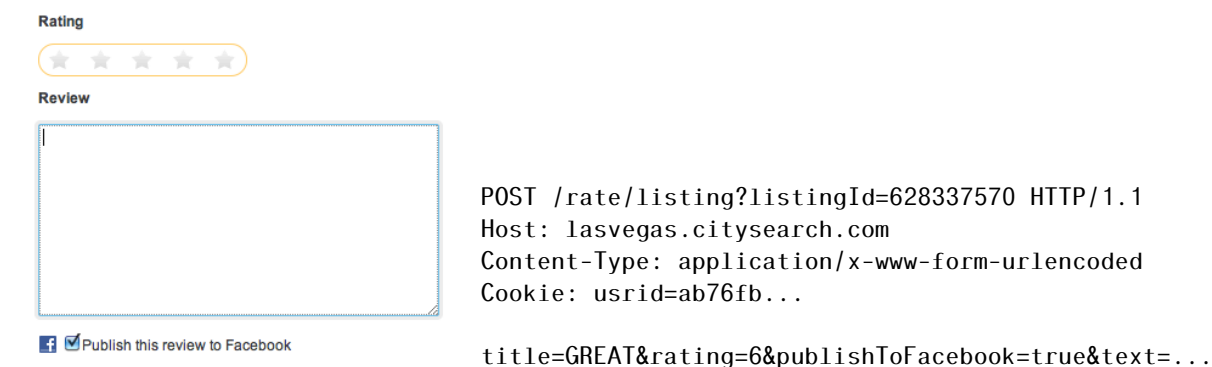 Rating
Review
POST /rate/listing?listingId=628337570 HTTP/1.1
Host: lasvegas.citysearch.com
Content-Type: application/x-www-form-urlencoded
Cookie: usrid=ab76fb...
f Publish this review to Facebook
title=GREAT&rating=6&publishToFacebook=true&text=...